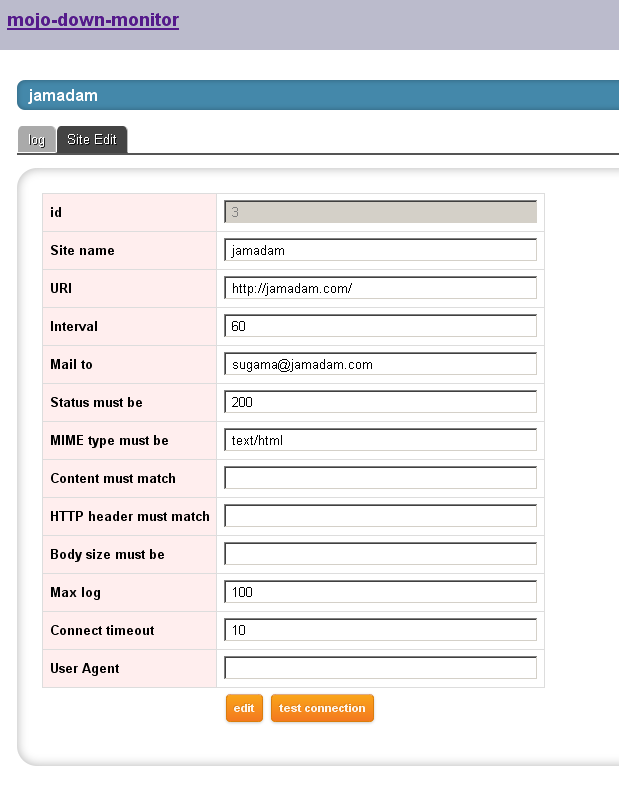 mojo-down-monitor
jamadam
log Site Edit
id 3
Site name jamadam
URI http://jamadam.com/
Interval 60
Mail to sugama@jamadam.com
Status must be 200
MIME type must be text/html
Content must match
HTTP header must match
Body size must be
Max log 100
Connect timeout 10
User Agent
edit test connection